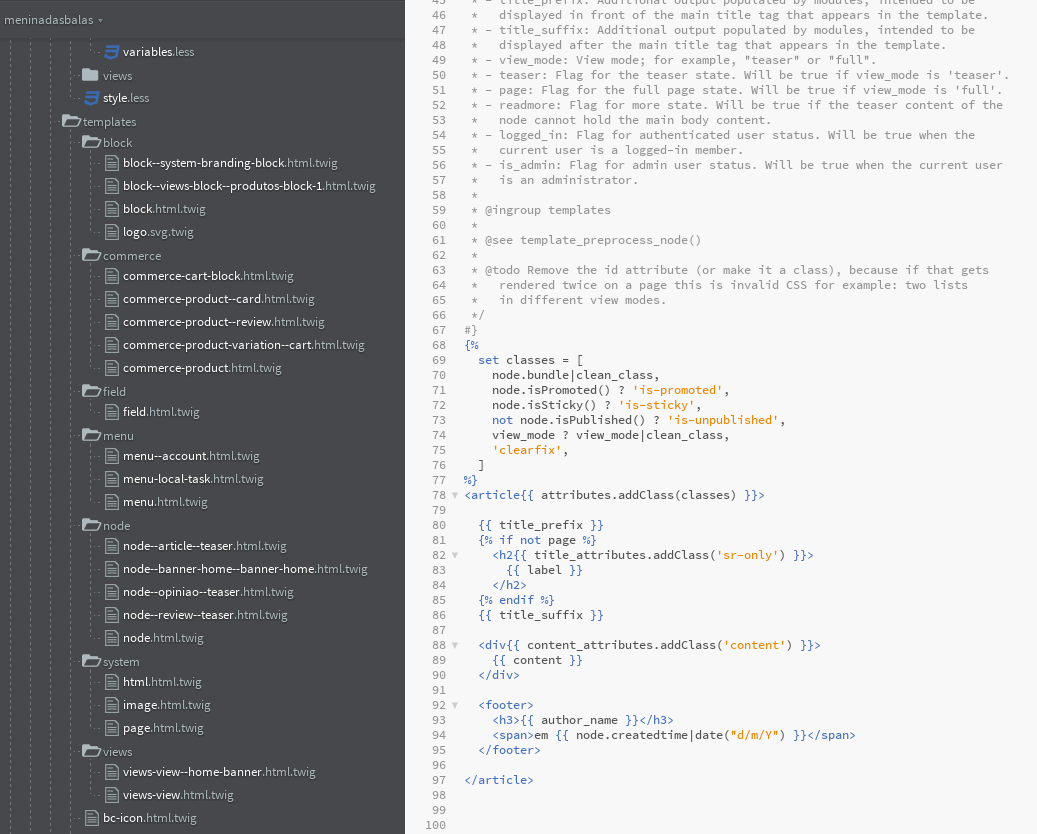 meninadasbalas
variables.less
views
style.less
templates
block
block--system-branding-block.html.twig
block--views-block--produtos-block-1.html.twig
block.html.twig
logo.svg.twig
commerce
commerce-cart-block.html.twig
commerce-product--card.html.twig
commerce-product--review.html.twig
commerce-product-variation--cart.html.twig
commerce-product.html.twig
field
field.html.twig
menu
menu--account.html.twig
menu-local-task.html.twig
menu.html.twig
node
node--article--teaser.html.twig
node--banner-home--banner-home.html.twig
node--opiniao--teaser.html.twig
node--review--teaser.html.twig
node.html.twig
system
html.html.twig
image.html.twig
page.html.twig
views
views-view--home-banner.html.twig
views-view.html.twig
bc-icon.html.twig
45 * - title_prefix: Additional output populated by modules, intended to be
46 *   displayed in front of the main title tag that appears in the template.
47 * - title_suffix: Additional output populated by modules, intended to be
48 *   displayed after the main title tag that appears in the template.
49 * - view_mode: View mode; for example, "teaser" or "full".
50 * - teaser: Flag for the teaser state. Will be true if view_mode is 'teaser'.
51 * - page: Flag for the full page state. Will be true if view_mode is 'full'.
52 * - readmore: Flag for more state. Will be true if the teaser content of the
53 *   node cannot hold the main body content.
54 * - logged_in: Flag for authenticated user status. Will be true when the
55 *   current user is a logged-in member.
56 * - is_admin: Flag for admin user status. Will be true when the current user
57 *   is an administrator.
58 *
59 * @ingroup templates
60 *
61 * @see template_preprocess_node()
62 *
63 * @todo Remove the id attribute (or make it a class), because if that gets
64 *   rendered twice on a page this is invalid CSS for example: two lists
65 *   in different view modes.
66 */
67 #}
68 {%
69   set classes = [
70     node.bundle|clean_class,
71     node.isPromoted() ? 'is-promoted',
72     node.isSticky() ? 'is-sticky',
73     not node.isPublished() ? 'is-unpublished',
74     view_mode ? view_mode|clean_class,
75     'clearfix',
76   ]
77 %}
78 <article{{ attributes.addClass(classes) }}>
79
80   {{ title_prefix }}
81   {% if not page %}
82     <h2{{ title_attributes.addClass('sr-only') }}>
83       {{ label }}
84     </h2>
85   {% endif %}
86   {{ title_suffix }}
87
88   <div{{ content_attributes.addClass('content') }}>
89     {{ content }}
90   </div>
91
92   <footer>
93     <h3>{{ author_name }}</h3>
94     <span>em {{ node.createdtime|date("d/m/Y") }}</span>
95   </footer>
96
97 </article>
98
99
100